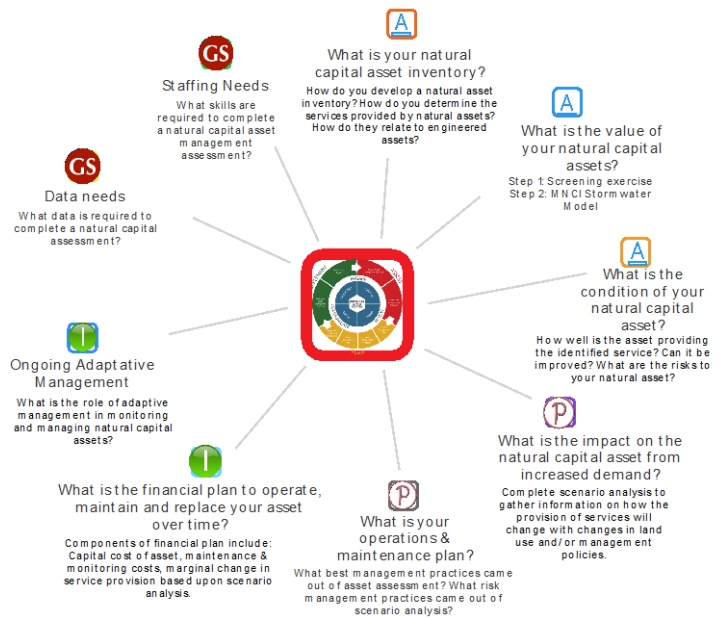 GS
Staffing Needs
What skills are
required to complete
a natural capital asset
management
assessment?
A
What is your natural
capital asset inventory?
How do you develop a natural asset
inventory? How do you determine the
services provided by natural assets?
How do they relate to engineered
assets?
A
What is the value of
your natural capital
assets?
Step 1: Screening exercise
Step 2: MNCI Stormwater
Model
GS
Data needs
What data is required to
complete a natural capital
assessment?
A
What is the
condition of your
natural capital
asset?
How well is the asset providing
the identified service? Can it be
improved? What are the risks to
your natural asset?
I
Ongoing Adaptative
Management
What is the role of adaptive
management in monitoring
and managing natural capital
assets?
P
What is the impact on the
natural capital asset from
increased demand?
Complete scenario analysis to
gather information on how the
provision of services will
change with changes in land
use and/or management
policies.
I
What is the financial plan to operate,
maintain and replace your asset
over time?
Components of financial plan include:
Capital cost of asset, maintenance &
monitoring costs, marginal change in
service provision based upon scenario
analysis.
P
What is your
operations &
maintenance plan?
What best management practices came
out of asset assessment? What risk
management practices came out of
scenario analysis?